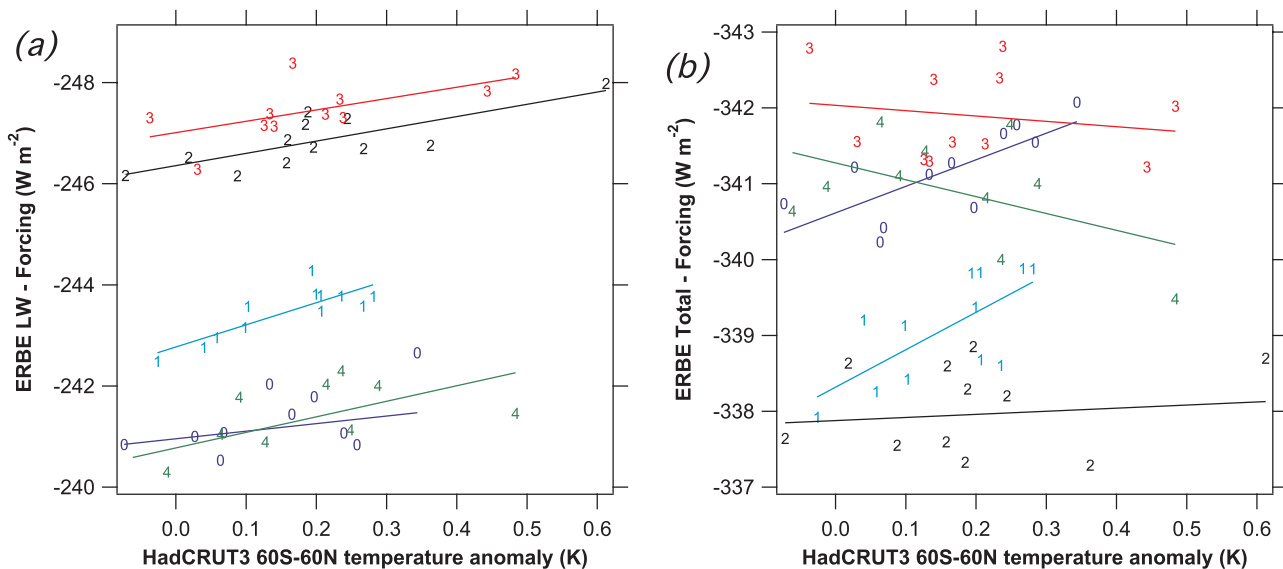 (a)
ERBE LW - Forcing (W m-2)
-248
-246
-244
-242
-240
0.0 0.1 0.2 0.3 0.4 0.5 0.6
HadCRUT3 60S-60N temperature anomaly (K)
(b)
ERBE Total - Forcing (W m-2)
-343
-342
-341
-340
-339
-338
-337
0.0 0.1 0.2 0.3 0.4 0.5 0.6
HadCRUT3 60S-60N temperature anomaly (K)